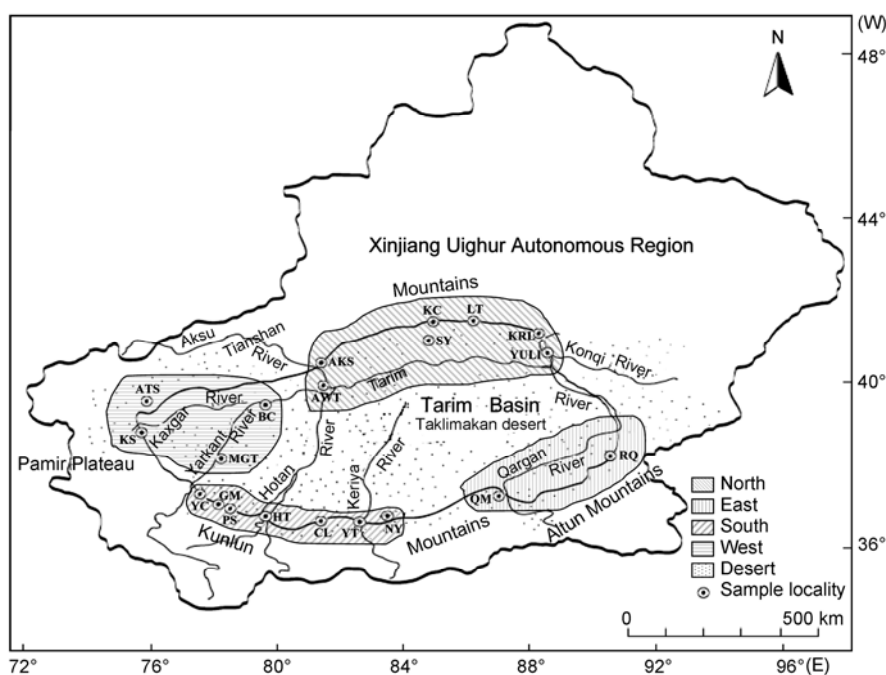 (W)
N
48°
44°
Xinjiang Uighur Autonomous Region
Mountains
KC
LT
Aksu
Tianshan
River
KRL
SY
YULI
Konqi River
AKS
40°
ATS
AWT
Tarim
River
River
BC
Tarim Basin
Taklimakan desert
Kaxgar
KS
Yarkant
River
MGT
River
River
Pamir Plateau
Qargan
River
RQ
Hotan
Keriya
QM
GM
YC
PS
HT
CL
YT
NY
Kunlun
Mountains
Altun Mountains
36°
North
East
South
West
Desert
Sample locality
0 500 km
72° 76° 80° 84° 88° 92° 96° (E)